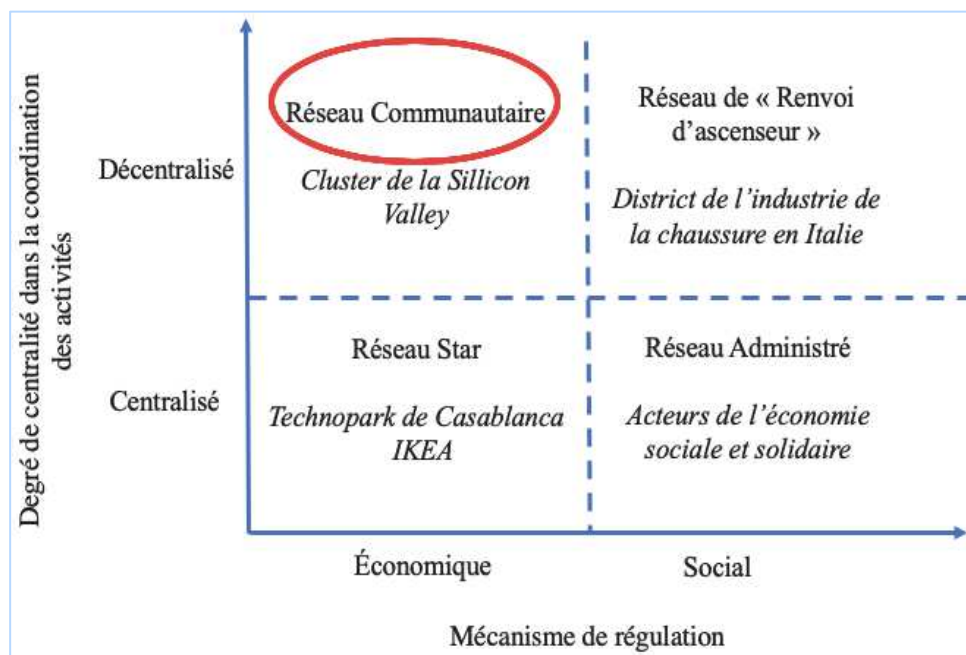 Degré de centralité dans la coordination
des activités
Décentralisé
Réseau Communautaire
Cluster de la Sillicon
Valley
Réseau de « Renvoi
d’ascenseur »
District de l’industrie de
la chaussure en Italie
Centralisé
Réseau Star
Technopark de Casablanca
IKEA
Réseau Administré
Acteurs de l’économie
sociale et solidaire
Économique
Social
Mécanisme de régulation